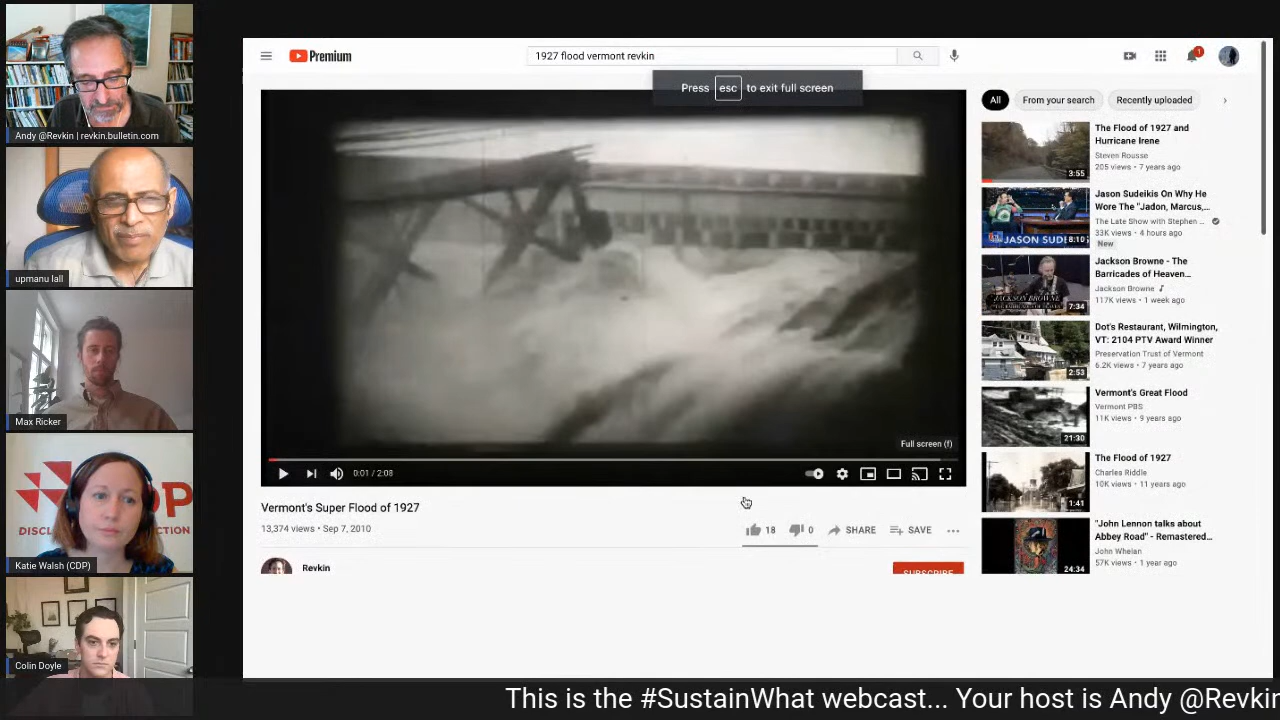 Andy @Revkin | revkin.bulletin.com
upmanu lall
Max Ricker
Katie Walsh (CDP)
Colin Doyle
Premium
1927 flood vermont revkin
1
Press esc to exit full screen
Full screen (f)
0:01 / 2:08
Vermont's Super Flood of 1927
13,374 views • Sep 7, 2010
18
0
SHARE
SAVE
Revkin
SUBSCRIBE
All
From your search
Recently uploaded
3:55
The Flood of 1927 and
Hurricane Irene
Steven Rousse
205 views • 7 years ago
JASON SUDE
8:10
Jason Sudeikis On Why He
Wore The "Jadon, Marcus,...
The Late Show with Stephen ...
33K views • 4 hours ago
New
JACKSON BROWNE
7:34
Jackson Browne - The
Barricades of Heaven...
Jackson Browne
117K views • 1 week ago
2:53
Dot's Restaurant, Wilmington,
VT: 2104 PTV Award Winner
Preservation Trust of Vermont
6.2K views • 7 years ago
21:30
Vermont's Great Flood
Vermont PBS
11K views • 9 years ago
1:41
The Flood of 1927
Charles Riddle
10K views • 11 years ago
24:34
"John Lennon talks about
Abbey Road" - Remastered...
John Whelan
57K views • 1 year ago
This is the #SustainWhat webcast... Your host is Andy @Revkin